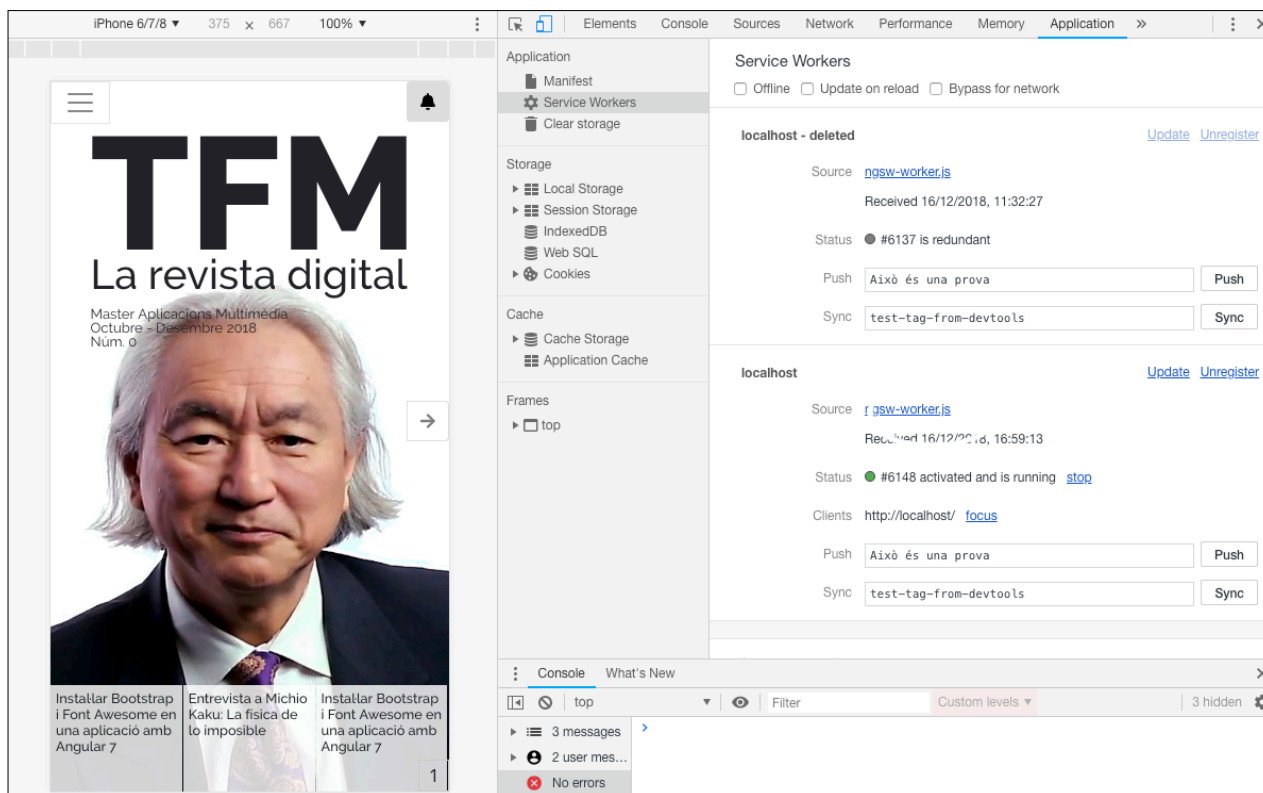 iPhone 6/7/8 ▼ 375 x 667 100% ▼
TFM
La revista digital
Master Aplicacions Multimèdia
Octubre - Desembre 2018
Núm. 0
Instal·lar Bootstrap
i Font Awesome en
una aplicació amb
Angular 7
Entrevista a Michio
Kaku: La física de
lo imposible
Instal·lar Bootstrap
i Font Awesome en
una aplicació amb
Angular 7
1
Elements Console Sources Network Performance Memory Application »
Application
Manifest
Service Workers
Clear storage
Storage
Local Storage
Session Storage
IndexedDB
Web SQL
Cookies
Cache
Cache Storage
Application Cache
Frames
top
Service Workers
Offline Update on reload Bypass for network
localhost - deleted Update Unregister
Source ngsw-worker.js
Received 16/12/2018, 11:32:27
Status #6137 is redundant
Push Això és una prova Push
Sync test-tag-from-devtools Sync
localhost Update Unregister
Source gsw-worker.js
16:59:13
Status #6148 activated and is running stop
Clients http://localhost/ focus
Push Això és una prova Push
Sync test-tag-from-devtools Sync
Console What's New
top ▼ Filter Custom levels ▼ 3 hidden
3 messages
2 user mes...
No errors